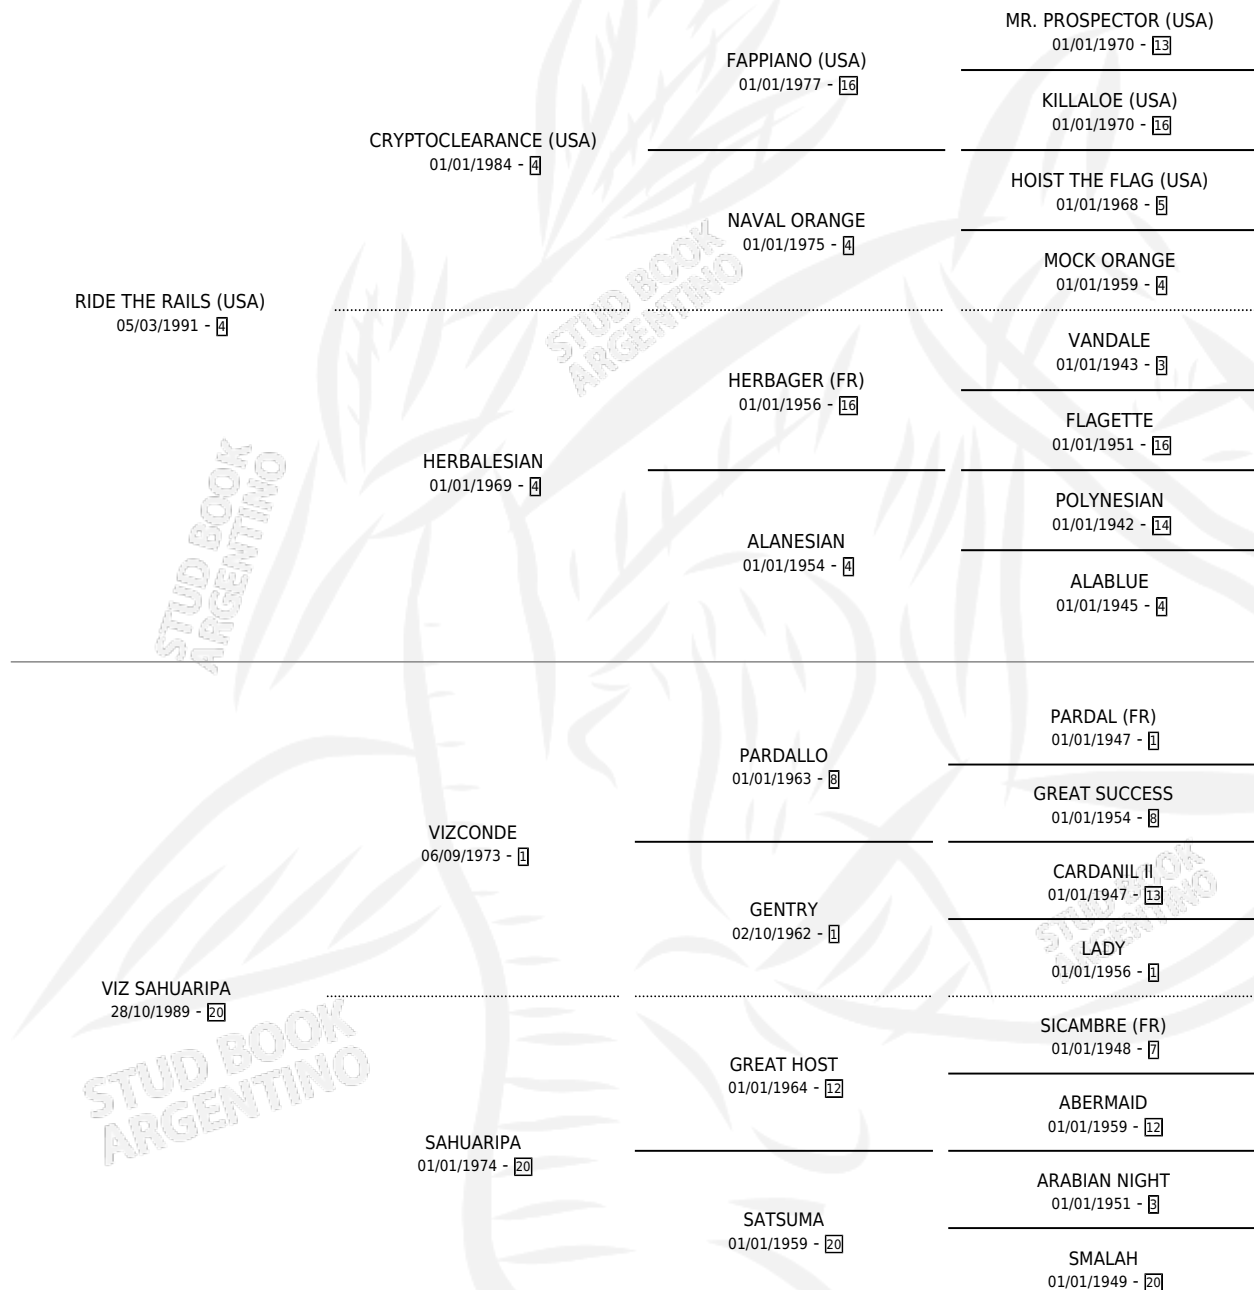 MR. PROSPECTOR (USA)
01/01/1970 - 13
FAPPIANO (USA)
01/01/1977 - 16
KILLALOE (USA)
01/01/1970 - 16
CRYPTOCLEARANCE (USA)
01/01/1984 - 4
HOIST THE FLAG (USA)
01/01/1968 - 5
NAVAL ORANGE
01/01/1975 - 4
MOCK ORANGE
01/01/1959 - 4
RIDE THE RAILS (USA)
05/03/1991 - 4
VANDALE
01/01/1943 - 3
HERBAGER (FR)
01/01/1956 - 16
FLAGETTE
01/01/1951 - 16
HERBALESIAN
01/01/1969 - 4
POLYNESIAN
01/01/1942 - 14
ALANESIAN
01/01/1954 - 4
ALABLUE
01/01/1945 - 4
STUD BOOK
ARGENTINO
STUD BOOK
ARGENTINO
PARDAL (FR)
01/01/1947 - 1
PARDALLO
01/01/1963 - 8
GREAT SUCCESS
01/01/1954 - 8
VIZCONDE
06/09/1973 - 1
CARDANIL II
01/01/1947 - 13
GENTRY
02/10/1962 - 1
LADY
01/01/1956 - 1
VIZ SAHUARIPA
28/10/1989 - 20
SICAMBRE (FR)
01/01/1948 - 7
GREAT HOST
01/01/1964 - 12
ABERMAID
01/01/1959 - 12
SAHUARIPA
01/01/1974 - 20
ARABIAN NIGHT
01/01/1951 - 3
SATSUMA
01/01/1959 - 20
SMALAH
01/01/1949 - 20
STUD BOOK
ARGENTINO
STUD BOOK
ARGENTINO